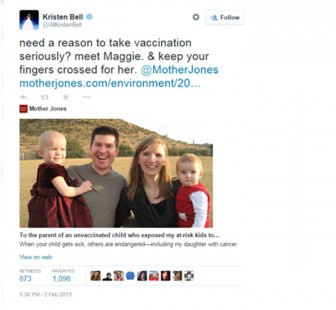 Kristen Bell
@IMKristenBell
Follow
need a reason to take vaccination
seriously? meet Maggie. & keep your
fingers crossed for her. @MotherJones
motherjones.com/environment/20...
Mother Jones
To the parent of an unvaccinated child who exposed my at-risk kids to...
When your child gets sick, others are endangered—including my daughter with cancer.
View on web
RETWEETS FAVORITES
873 1,096
5:36 PM - 2 Feb 2015